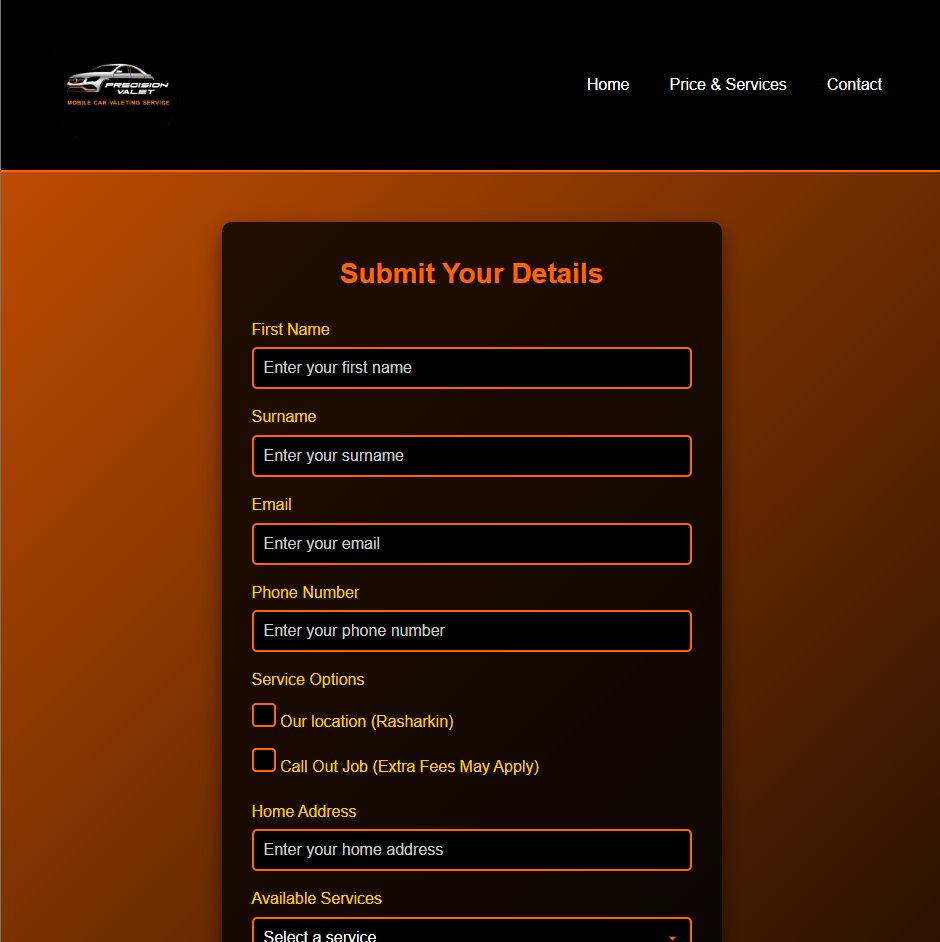 PRECISION
VALET
MOBILE CAR VALETING SERVICE
Home
Price & Services
Contact
Submit Your Details
First Name
Enter your first name
Surname
Enter your surname
Email
Enter your email
Phone Number
Enter your phone number
Service Options
Our location (Rasharkin)
Call Out Job (Extra Fees May Apply)
Home Address
Enter your home address
Available Services
Select a service